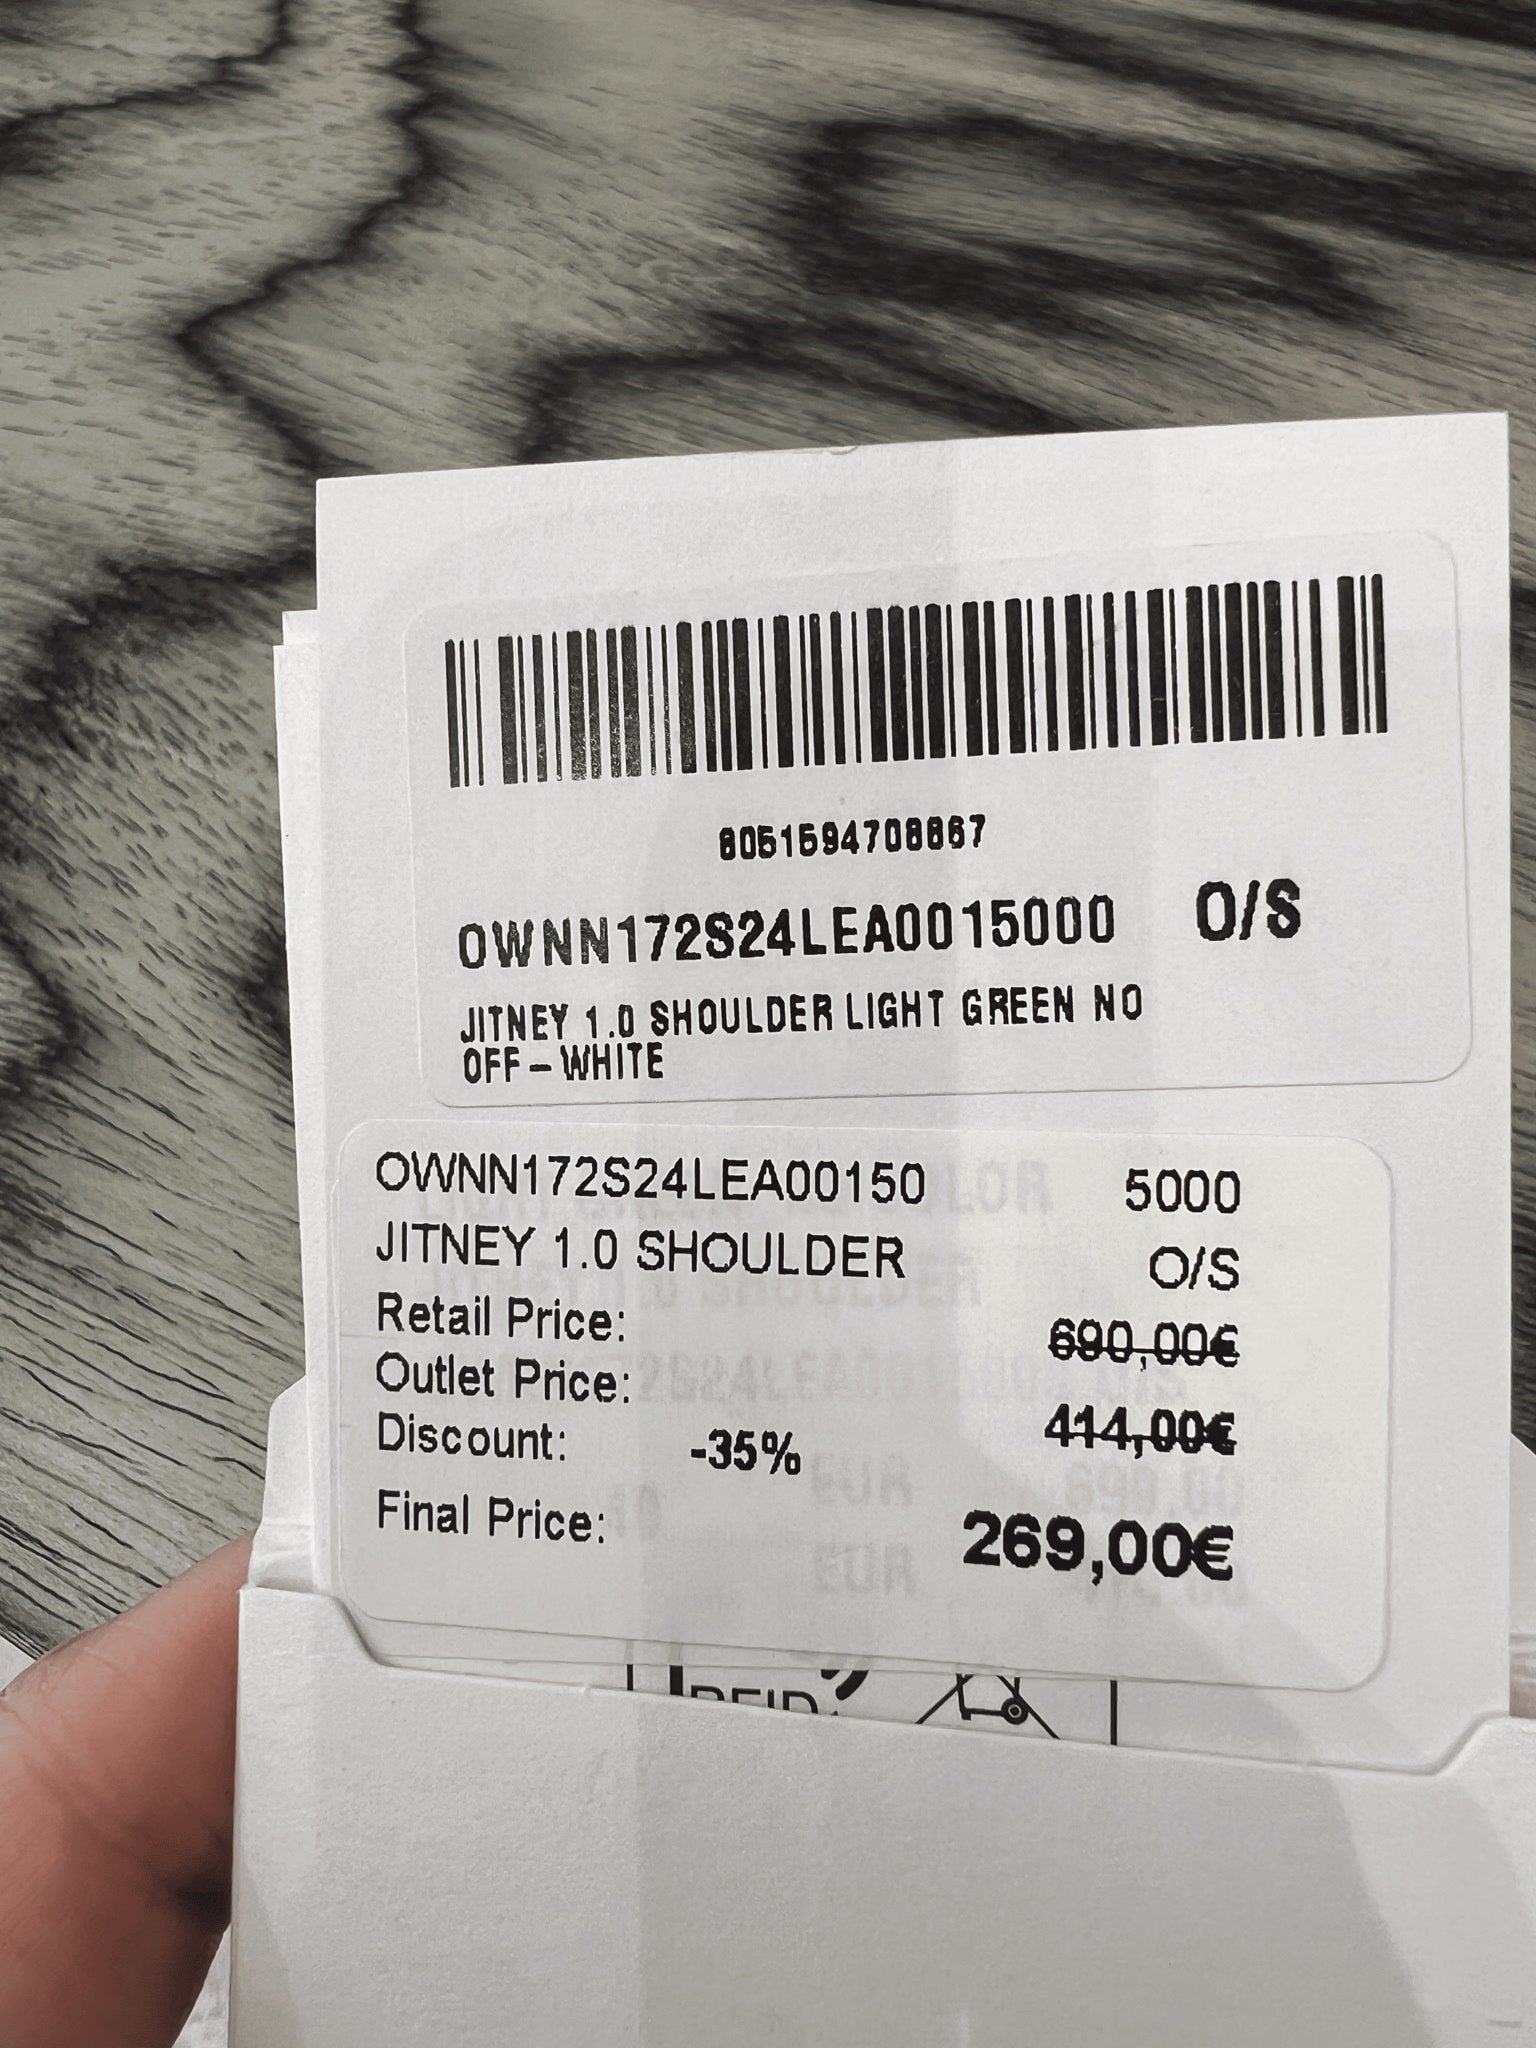 8051594708867
OWNN172S24LEA0015000 O/S
JITNEY 1.0 SHOULDER LIGHT GREEN NO
OFF-WHITE
OWNN172S24LEA00150 5000
JITNEY 1.0 SHOULDER O/S
Retail Price: 690,00€
Outlet Price: 414,00€
Discount: -35%
Final Price: 269,00€
RFID